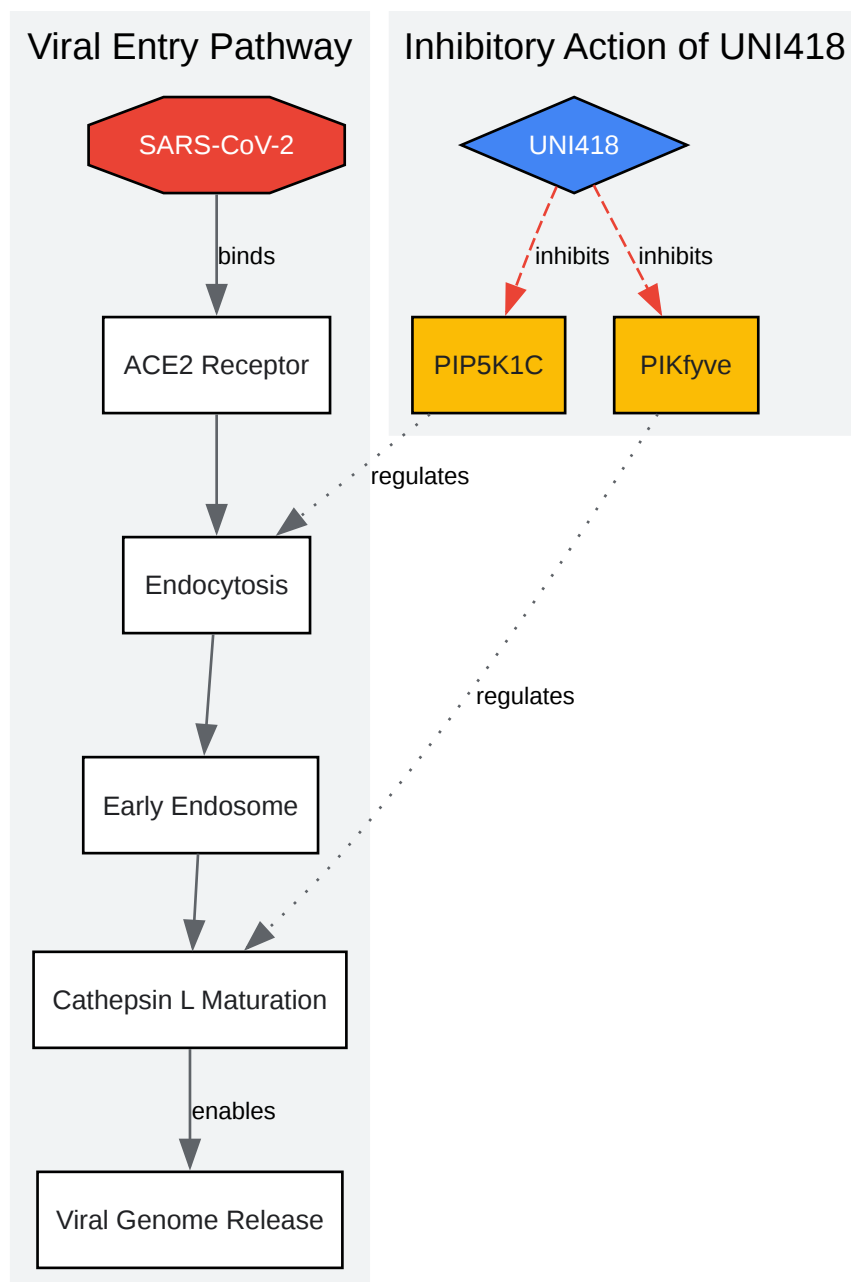 Viral Entry Pathway
Inhibitory Action of UNI418
SARS-CoV-2
UNI418
binds
inhibits
inhibits
ACE2 Receptor
PIP5K1C
PIKfyve
regulates
Endocytosis
regulates
Early Endosome
Cathepsin L Maturation
enables
Viral Genome Release